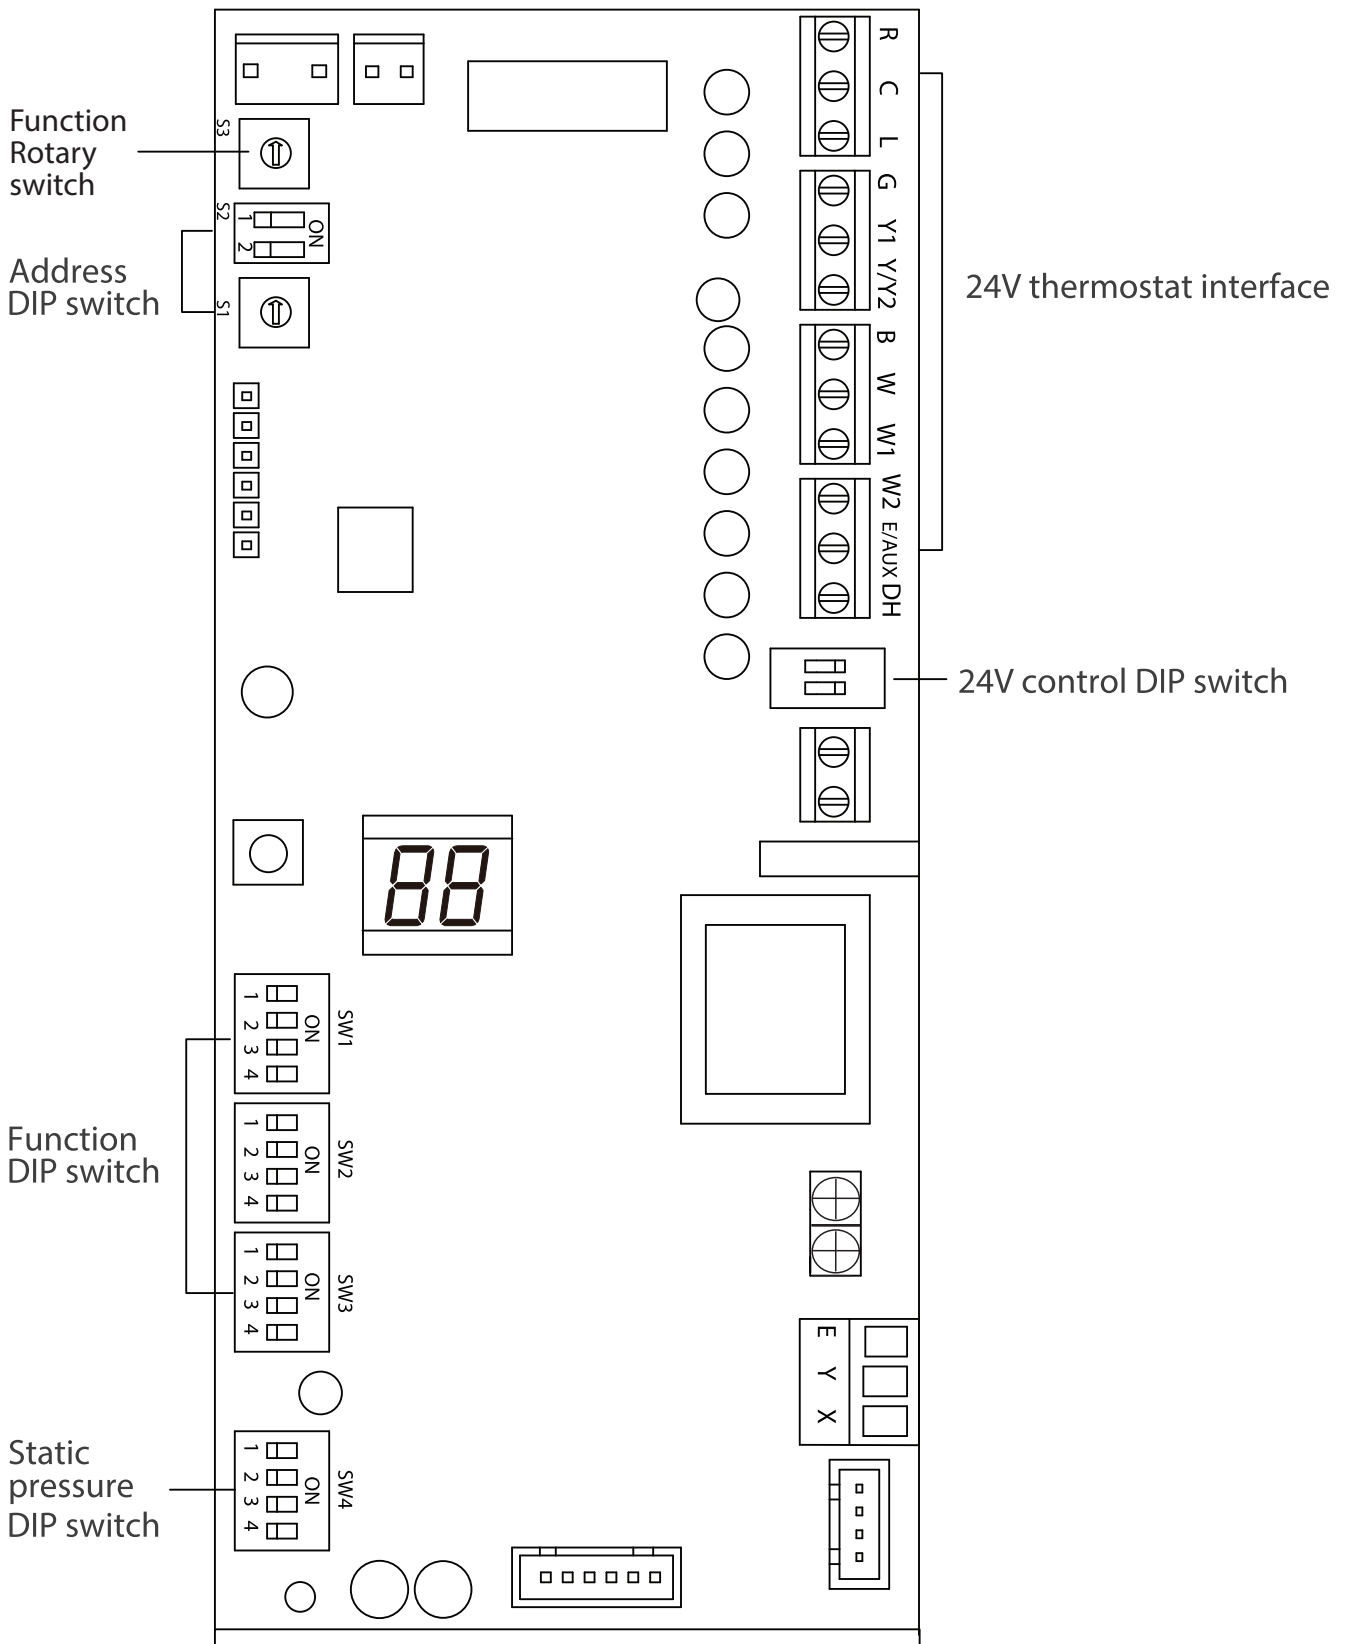 Function
Rotary
switch
S3
S2
1
2
ON
Address
DIP switch
S1
R
C
L
G
Y1
Y/Y2
B
W
W1
W2
E/AUX
DH
24V thermostat interface
24V control DIP switch
88
1
2
3
4
ON
SW1
Function
DIP switch
1
2
3
4
ON
SW2
1
2
3
4
ON
SW3
E
Y
X
Static
pressure
DIP switch
1
2
3
4
ON
SW4